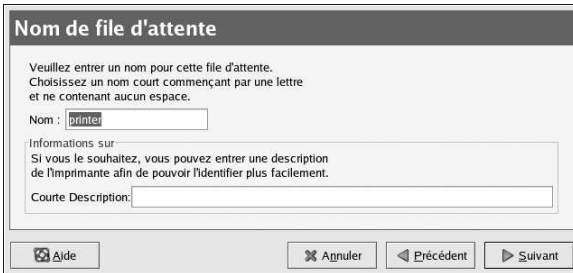 Nom de file d'attente
Veuillez entrer un nom pour cette file d'attente.
Choisissez un nom court commençant par une lettre
et ne contenant aucun espace.
Nom : printer
Informations sur
Si vous le souhaitez, vous pouvez entrer une description
de l'imprimante afin de pouvoir l'identifier plus facilement.
Courte Description:
Aide Annuler Précédent Suivant